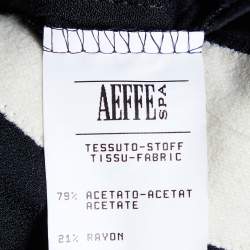 AEFFE SPA
TESSUTO-STOFF
TISSU-FABRIC
79% ACETATO-ACETAT
ACETATE
21% RAYON